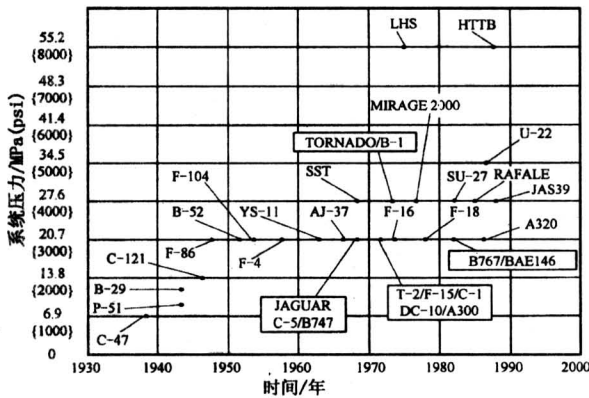 系统压力/MPa(psi)
55.2
{8000}
48.3
{7000}
41.4
{6000}
34.5
{5000}
27.6
{4000}
20.7
{3000}
13.8
{2000}
6.9
{1000}
0
LHS
HTTB
MIRAGE 2000
TORNADO/B-1
U-22
F-104
SST
SU-27
RAFALE
JAS39
B-52
YS-11
AJ-37
F-16
F-18
A320
F-86
F-4
C-121
B767/BAE146
B-29
P-51
JAGUAR
C-5/B747
T-2/F-15/C-1
DC-10/A300
C-47
1930
1940
1950
1960
1970
1980
1990
2000
时间/年